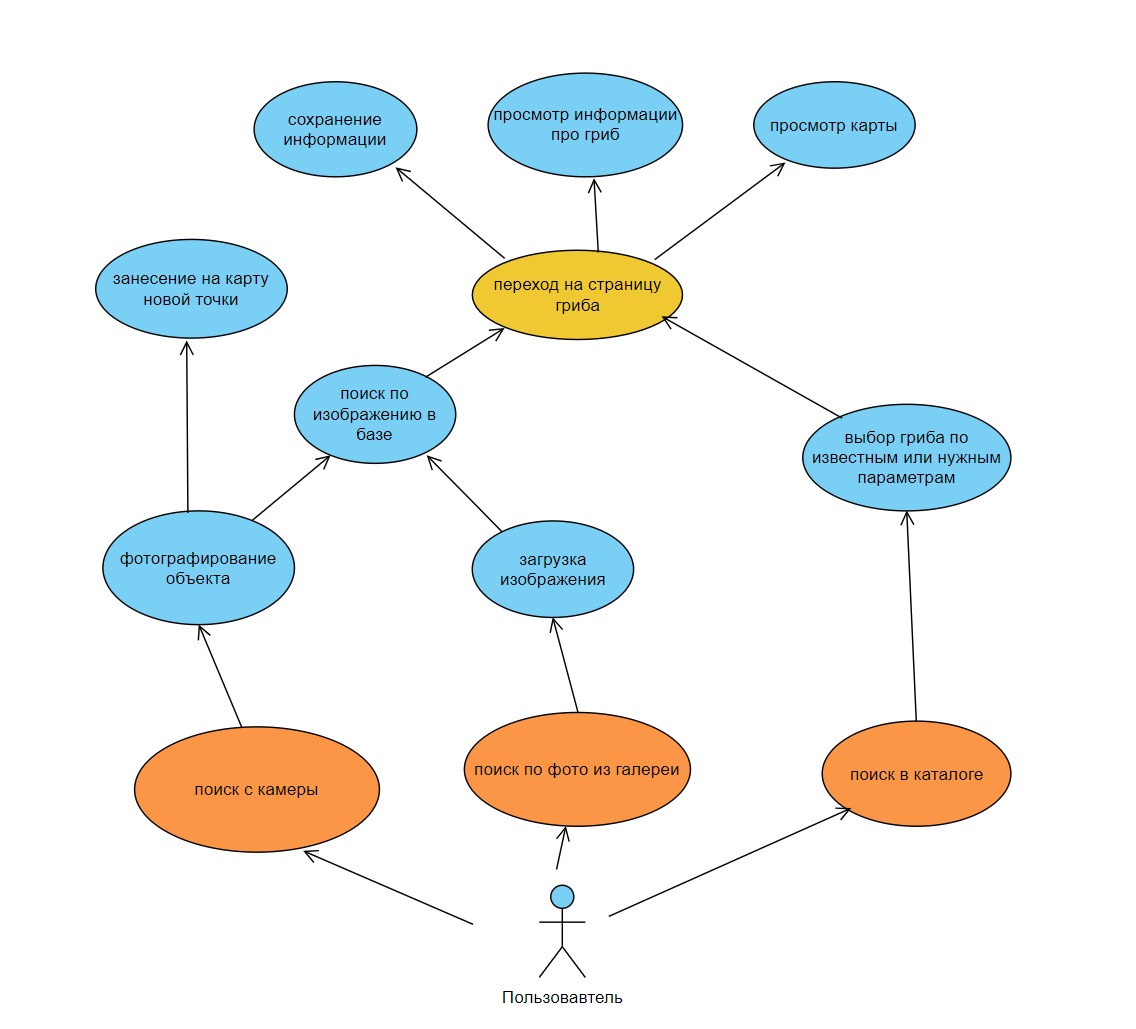 сохранение
информации
просмотр информации
про гриб
просмотр карты
занесение на карту
новой точки
переход на страницу
гриба
поиск по
изображению в
базе
выбор гриба по
известным или нужным
параметрам
фотографирование
объекта
загрузка
изображения
поиск с камеры
поиск по фото из галереи
поиск в каталоге
Пользовавтель